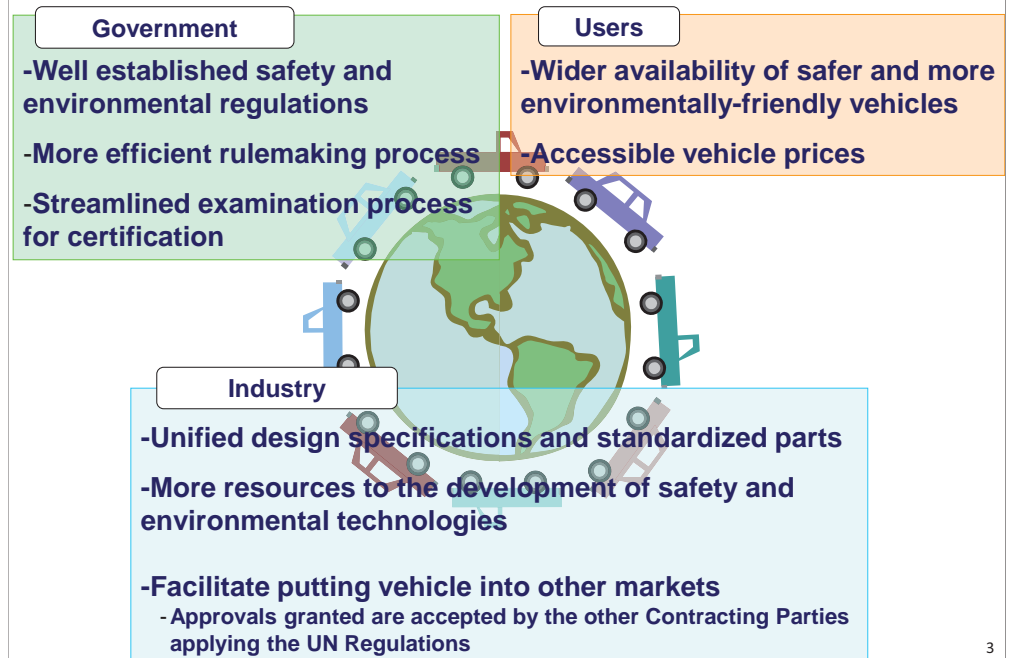 Government
-Well established safety and
environmental regulations
-More efficient rulemaking process
-Streamlined examination process
for certification
Users
-Wider availability of safer and more
environmentally-friendly vehicles
-Accessible vehicle prices
Industry
-Unified design specifications and standardized parts
-More resources to the development of safety and
environmental technologies
-Facilitate putting vehicle into other markets
- Approvals granted are accepted by the other Contracting Parties
applying the UN Regulations
3